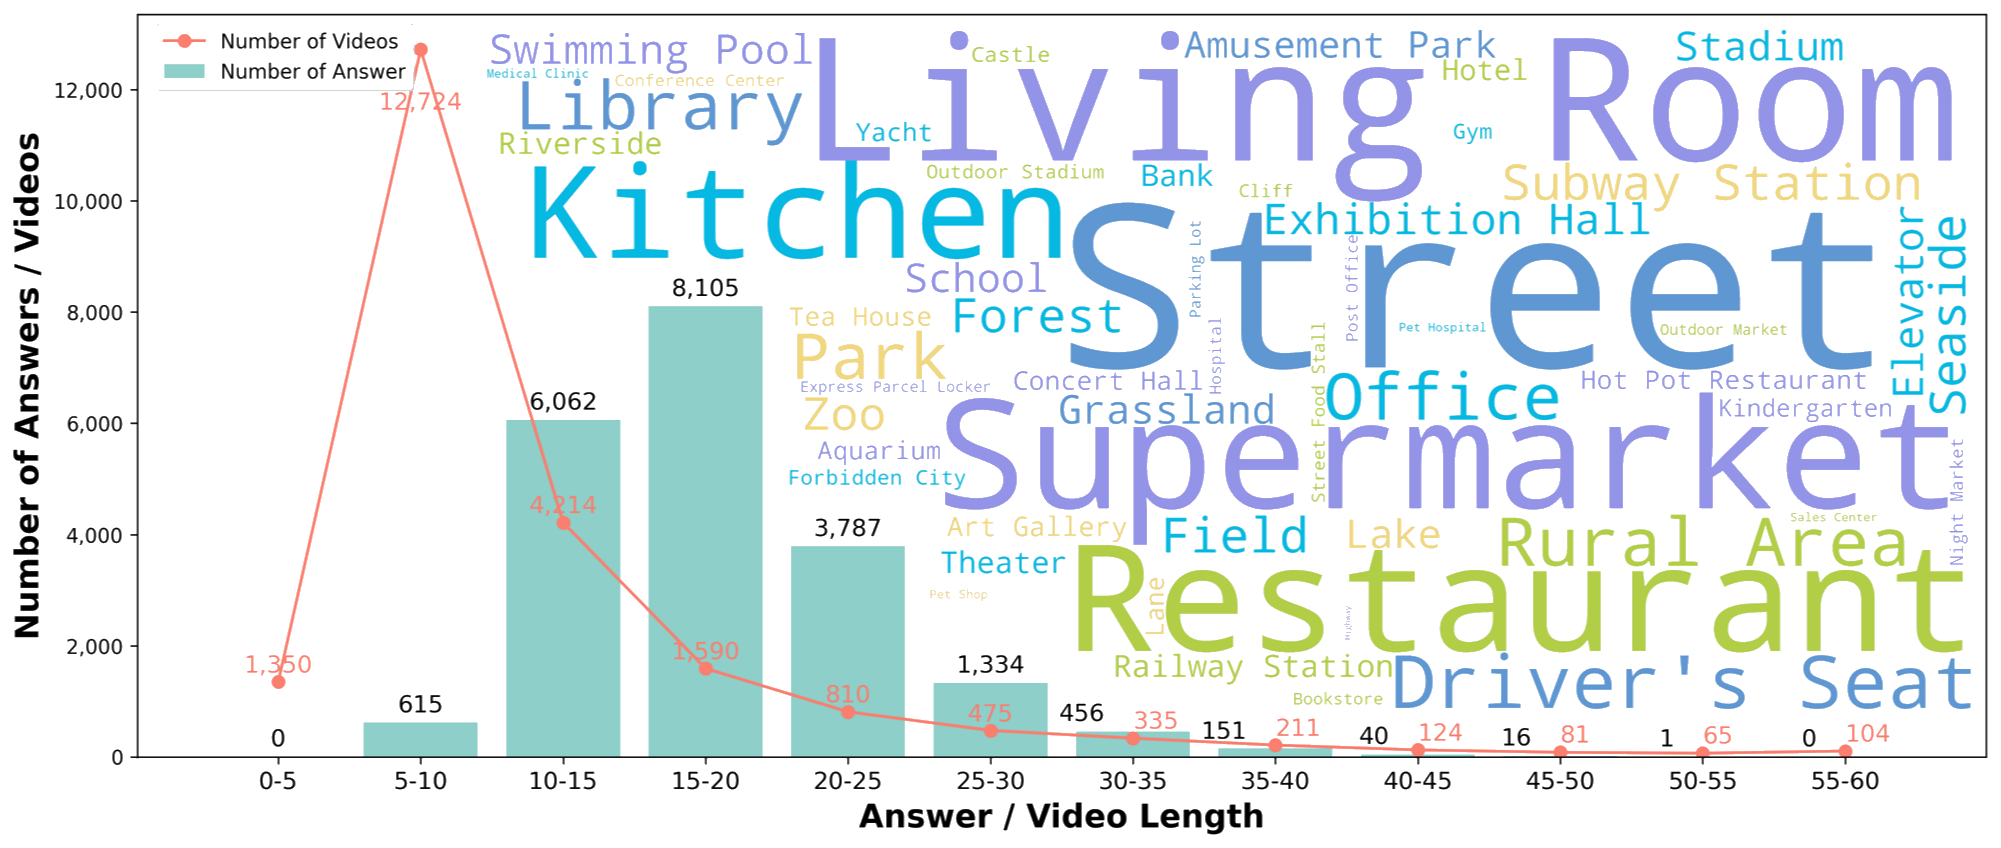 Number of Videos
Number of Answer
Number of Answers / Videos
12,000
10,000
8,000
6,000
4,000
2,000
0
1,350
12,724
4,214
1,590
810
475
335
211
124
81
65
104
0
615
6,062
8,105
3,787
1,334
456
151
40
16
1
0
Swimming Pool
Medical Clinic
Conference Center
Library
Riverside
Living Room
Castle
Amusement Park
Hotel
Stadium
Yacht
Gym
Kitchen
Outdoor Stadium
Bank
Cliff
Subway Station
Exhibition Hall
Street
School
Forest
Parking Lot
Post Office
Pet Hospital
Outdoor Market
Elevator
Seaside
Tea House
Park
Express Parcel Locker
Concert Hall
Hospital
Street Food Stall
Office
Hot Pot Restaurant
Kindergarten
Zoo
Grassland
Aquarium
Forbidden City
Supermarket
Night Market
Art Gallery
Theater
Pet Shop
Field
Lake
Rural Area
Sales Center
Restaurant
Lane
Highway
Railway Station
Bookstore
Driver's Seat
0-5
5-10
10-15
15-20
20-25
25-30
30-35
35-40
40-45
45-50
50-55
55-60
Answer / Video Length